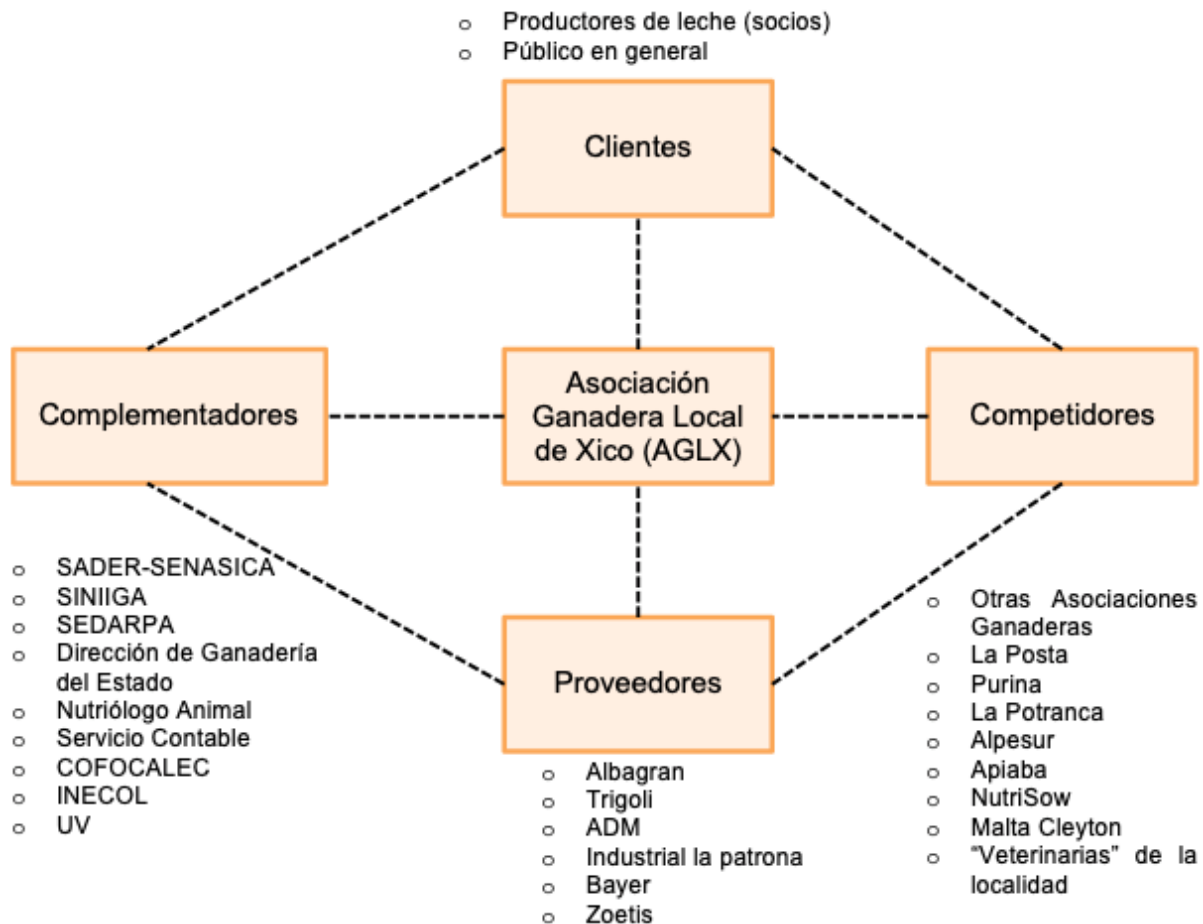 o Productores de leche (socios)
o Público en general
Clientes
Complementadores
Asociación
Ganadera Local
de Xico (AGLX)
Competidores
o SADER-SENASICA
o SINIIGA
o SEDARPA
o Dirección de Ganadería
del Estado
o Nutriólogo Animal
o Servicio Contable
o COFOCALEC
o INECOL
o UV
Proveedores
o Albagran
o Trigoli
o ADM
o Industrial la patrona
o Bayer
o Zoetis
o Otras Asociaciones
Ganaderas
o La Posta
o Purina
o La Potranca
o Alpesur
o Apiaba
o NutriSow
o Malta Cleyton
o “Veterinarias” de la
localidad